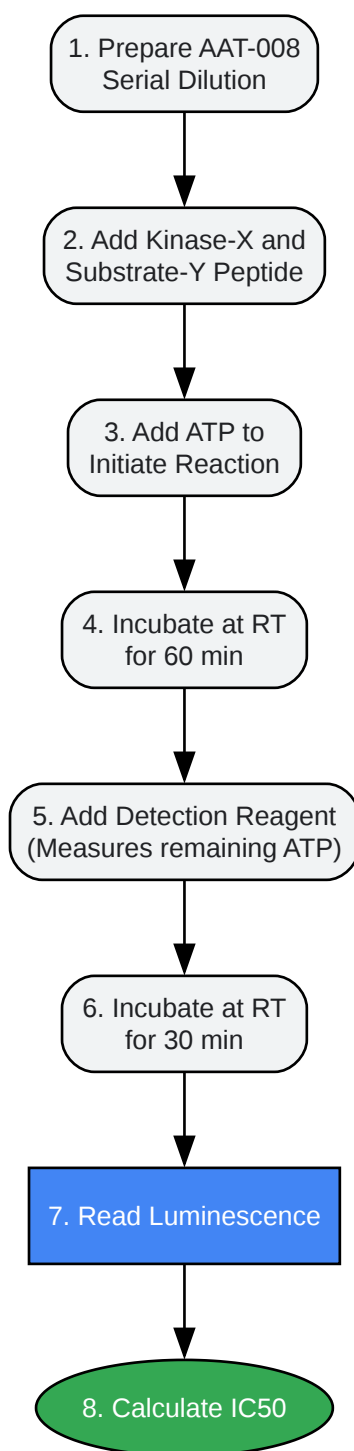 1. Prepare AAT-008
Serial Dilution
2. Add Kinase-X and
Substrate-Y Peptide
3. Add ATP to
Initiate Reaction
4. Incubate at RT
for 60 min
5. Add Detection Reagent
(Measures remaining ATP)
6. Incubate at RT
for 30 min
7. Read Luminescence
8. Calculate IC50